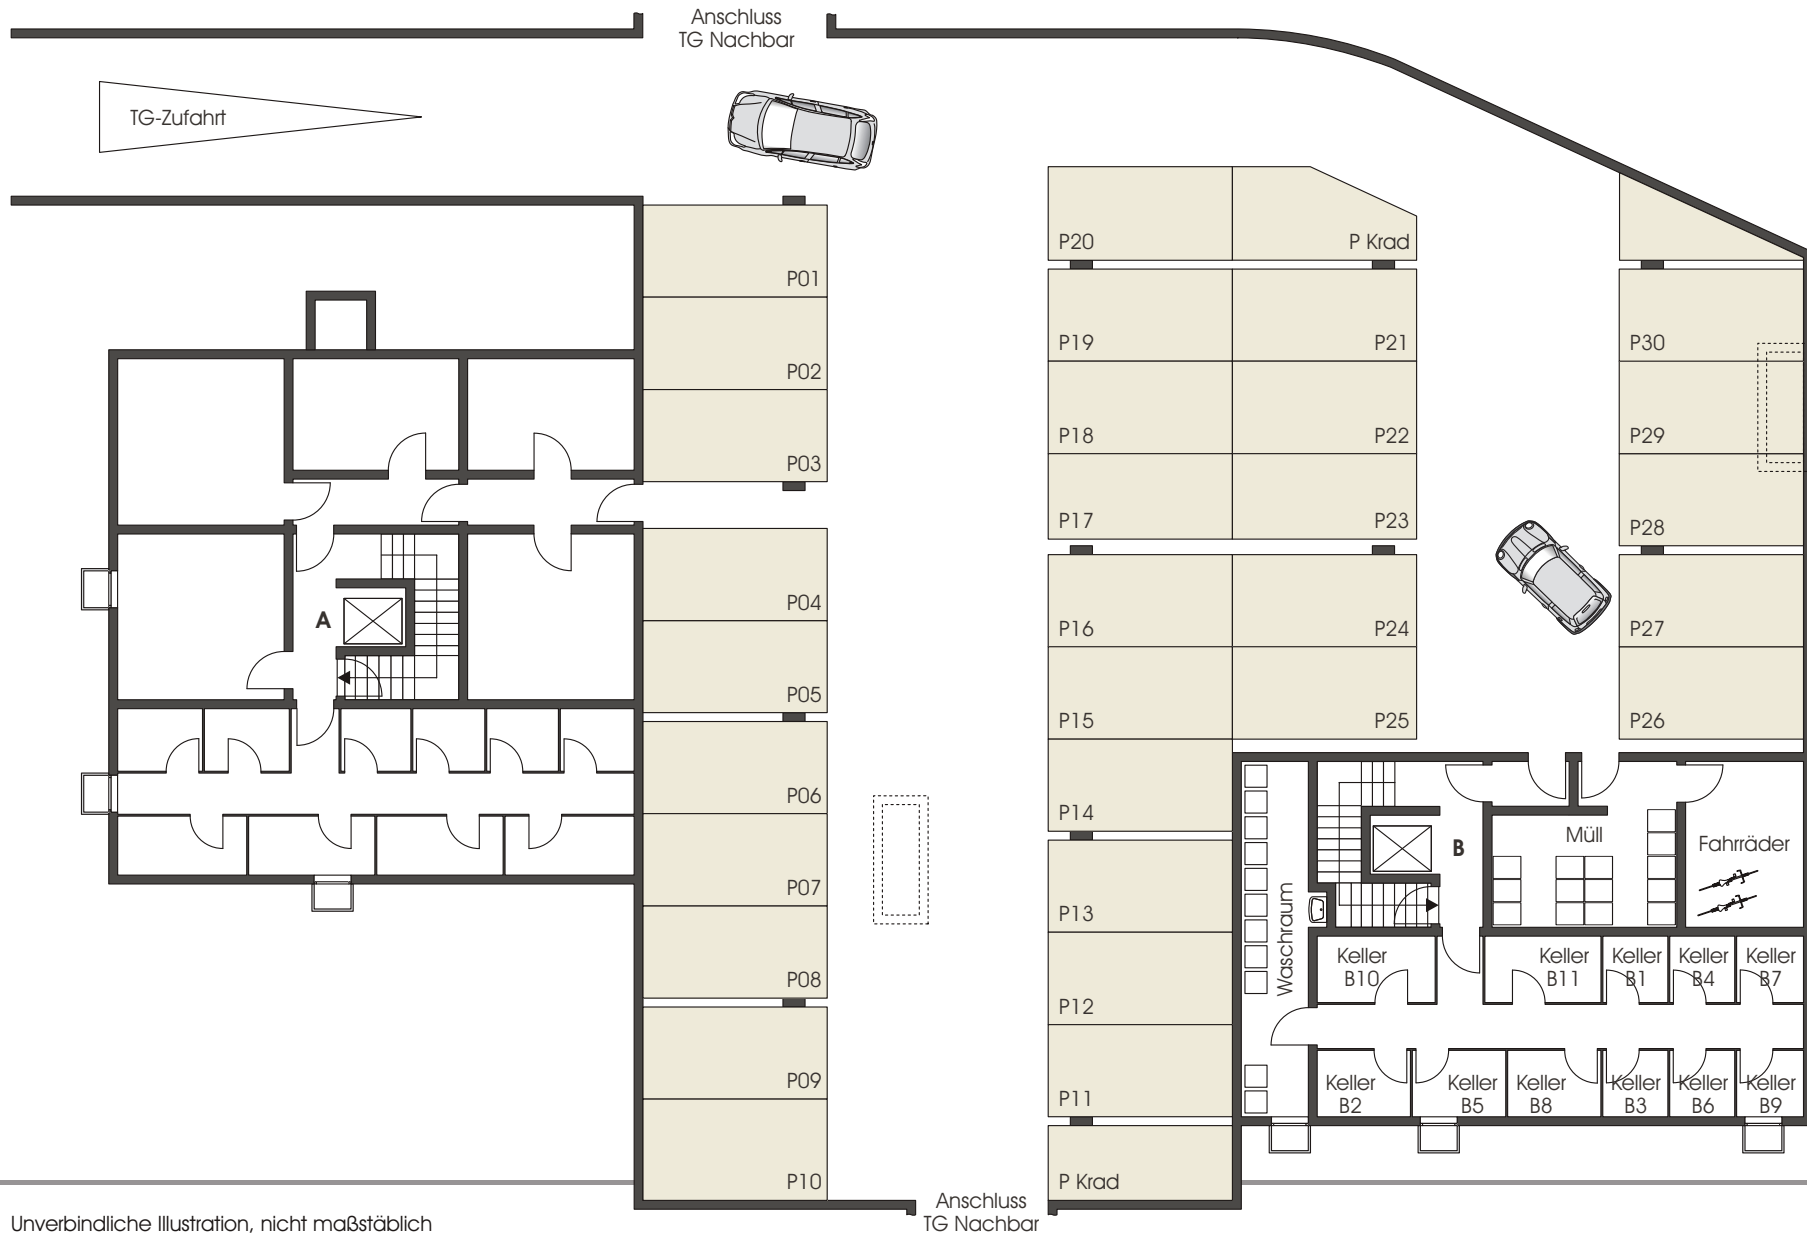 Anschluss
TG Nachbar
TG-Zufahrt
P01
P02
P03
P04
P05
P06
P07
P08
P09
P10
P20
P19
P18
P17
P16
P15
P14
P13
P12
P11
P Krad
P Krad
P21
P22
P23
P24
P25
P30
P29
P28
P27
P26
A
B
Müll
Fahrräder
Waschraum
Keller
B10
Keller
B11
Keller
B1
Keller
B4
Keller
B7
Keller
B2
Keller
B5
Keller
B8
Keller
B3
Keller
B6
Keller
B9
Anschluss
TG Nachbar
Unverbindliche Illustration, nicht maßstäblich